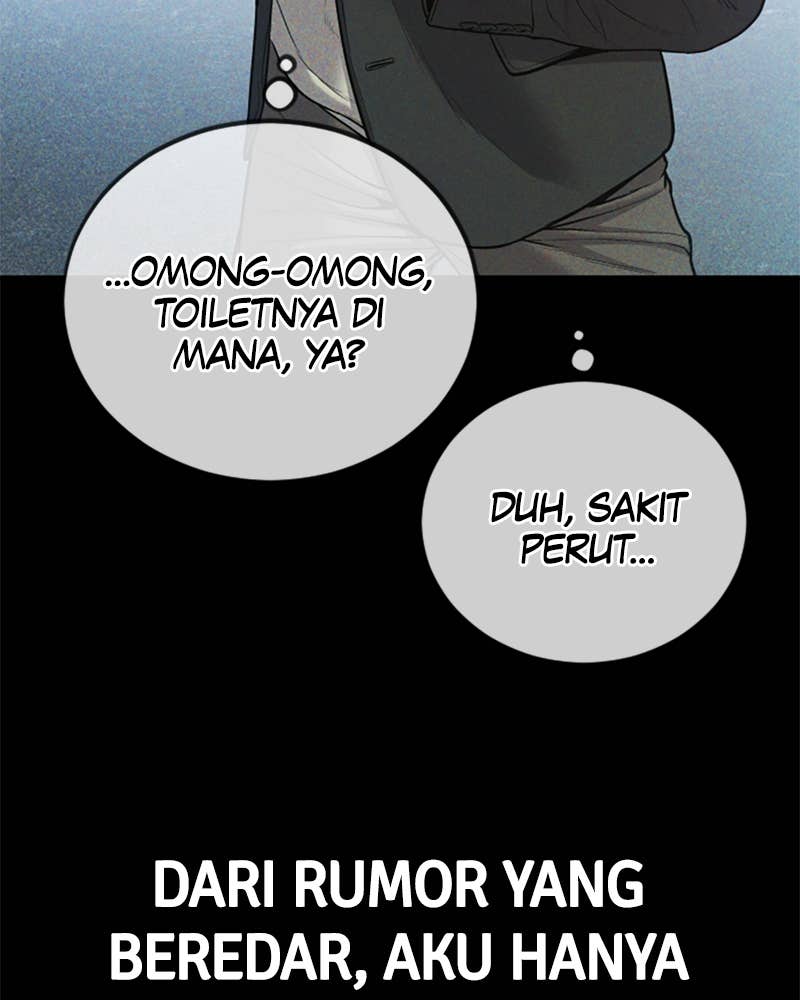 ...OMONG-OMONG,
TOILETNYA DI
MANA, YA?
DUH, SAKIT
PERUT...
DARI RUMOR YANG
BEREDAR, AKU HANYA